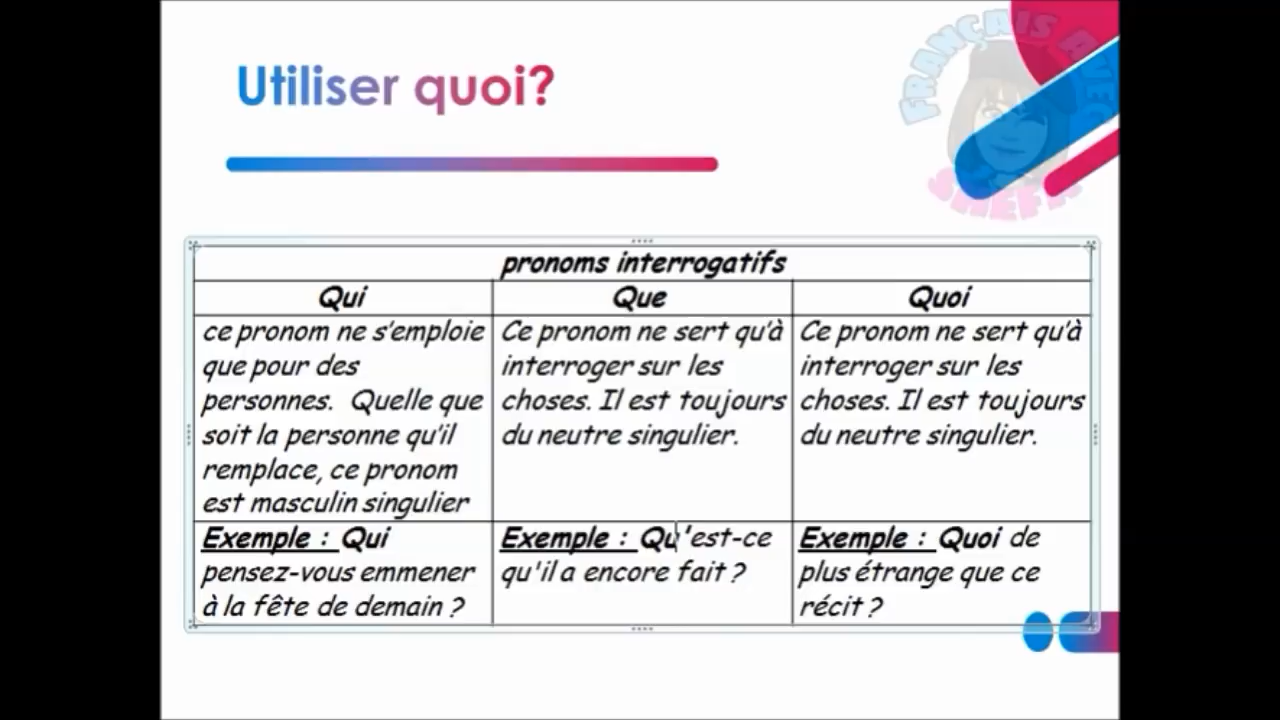 Utiliser quoi?
FRANÇAIS AVEC
pronoms interrogatifs
Qui
Que
Quoi
ce pronom ne s'emploie
que pour des
personnes. Quelle que
soit la personne qu'il
remplace, ce pronom
est masculin singulier
Ce pronom ne sert qu'à
interroger sur les
choses. Il est toujours
du neutre singulier.
Ce pronom ne sert qu'à
interroger sur les
choses. Il est toujours
du neutre singulier.
Exemple : Qui
pensez-vous emmener
à la fête de demain ?
Exemple : Qu'est-ce
qu'il a encore fait ?
Exemple : Quoi de
plus étrange que ce
récit ?